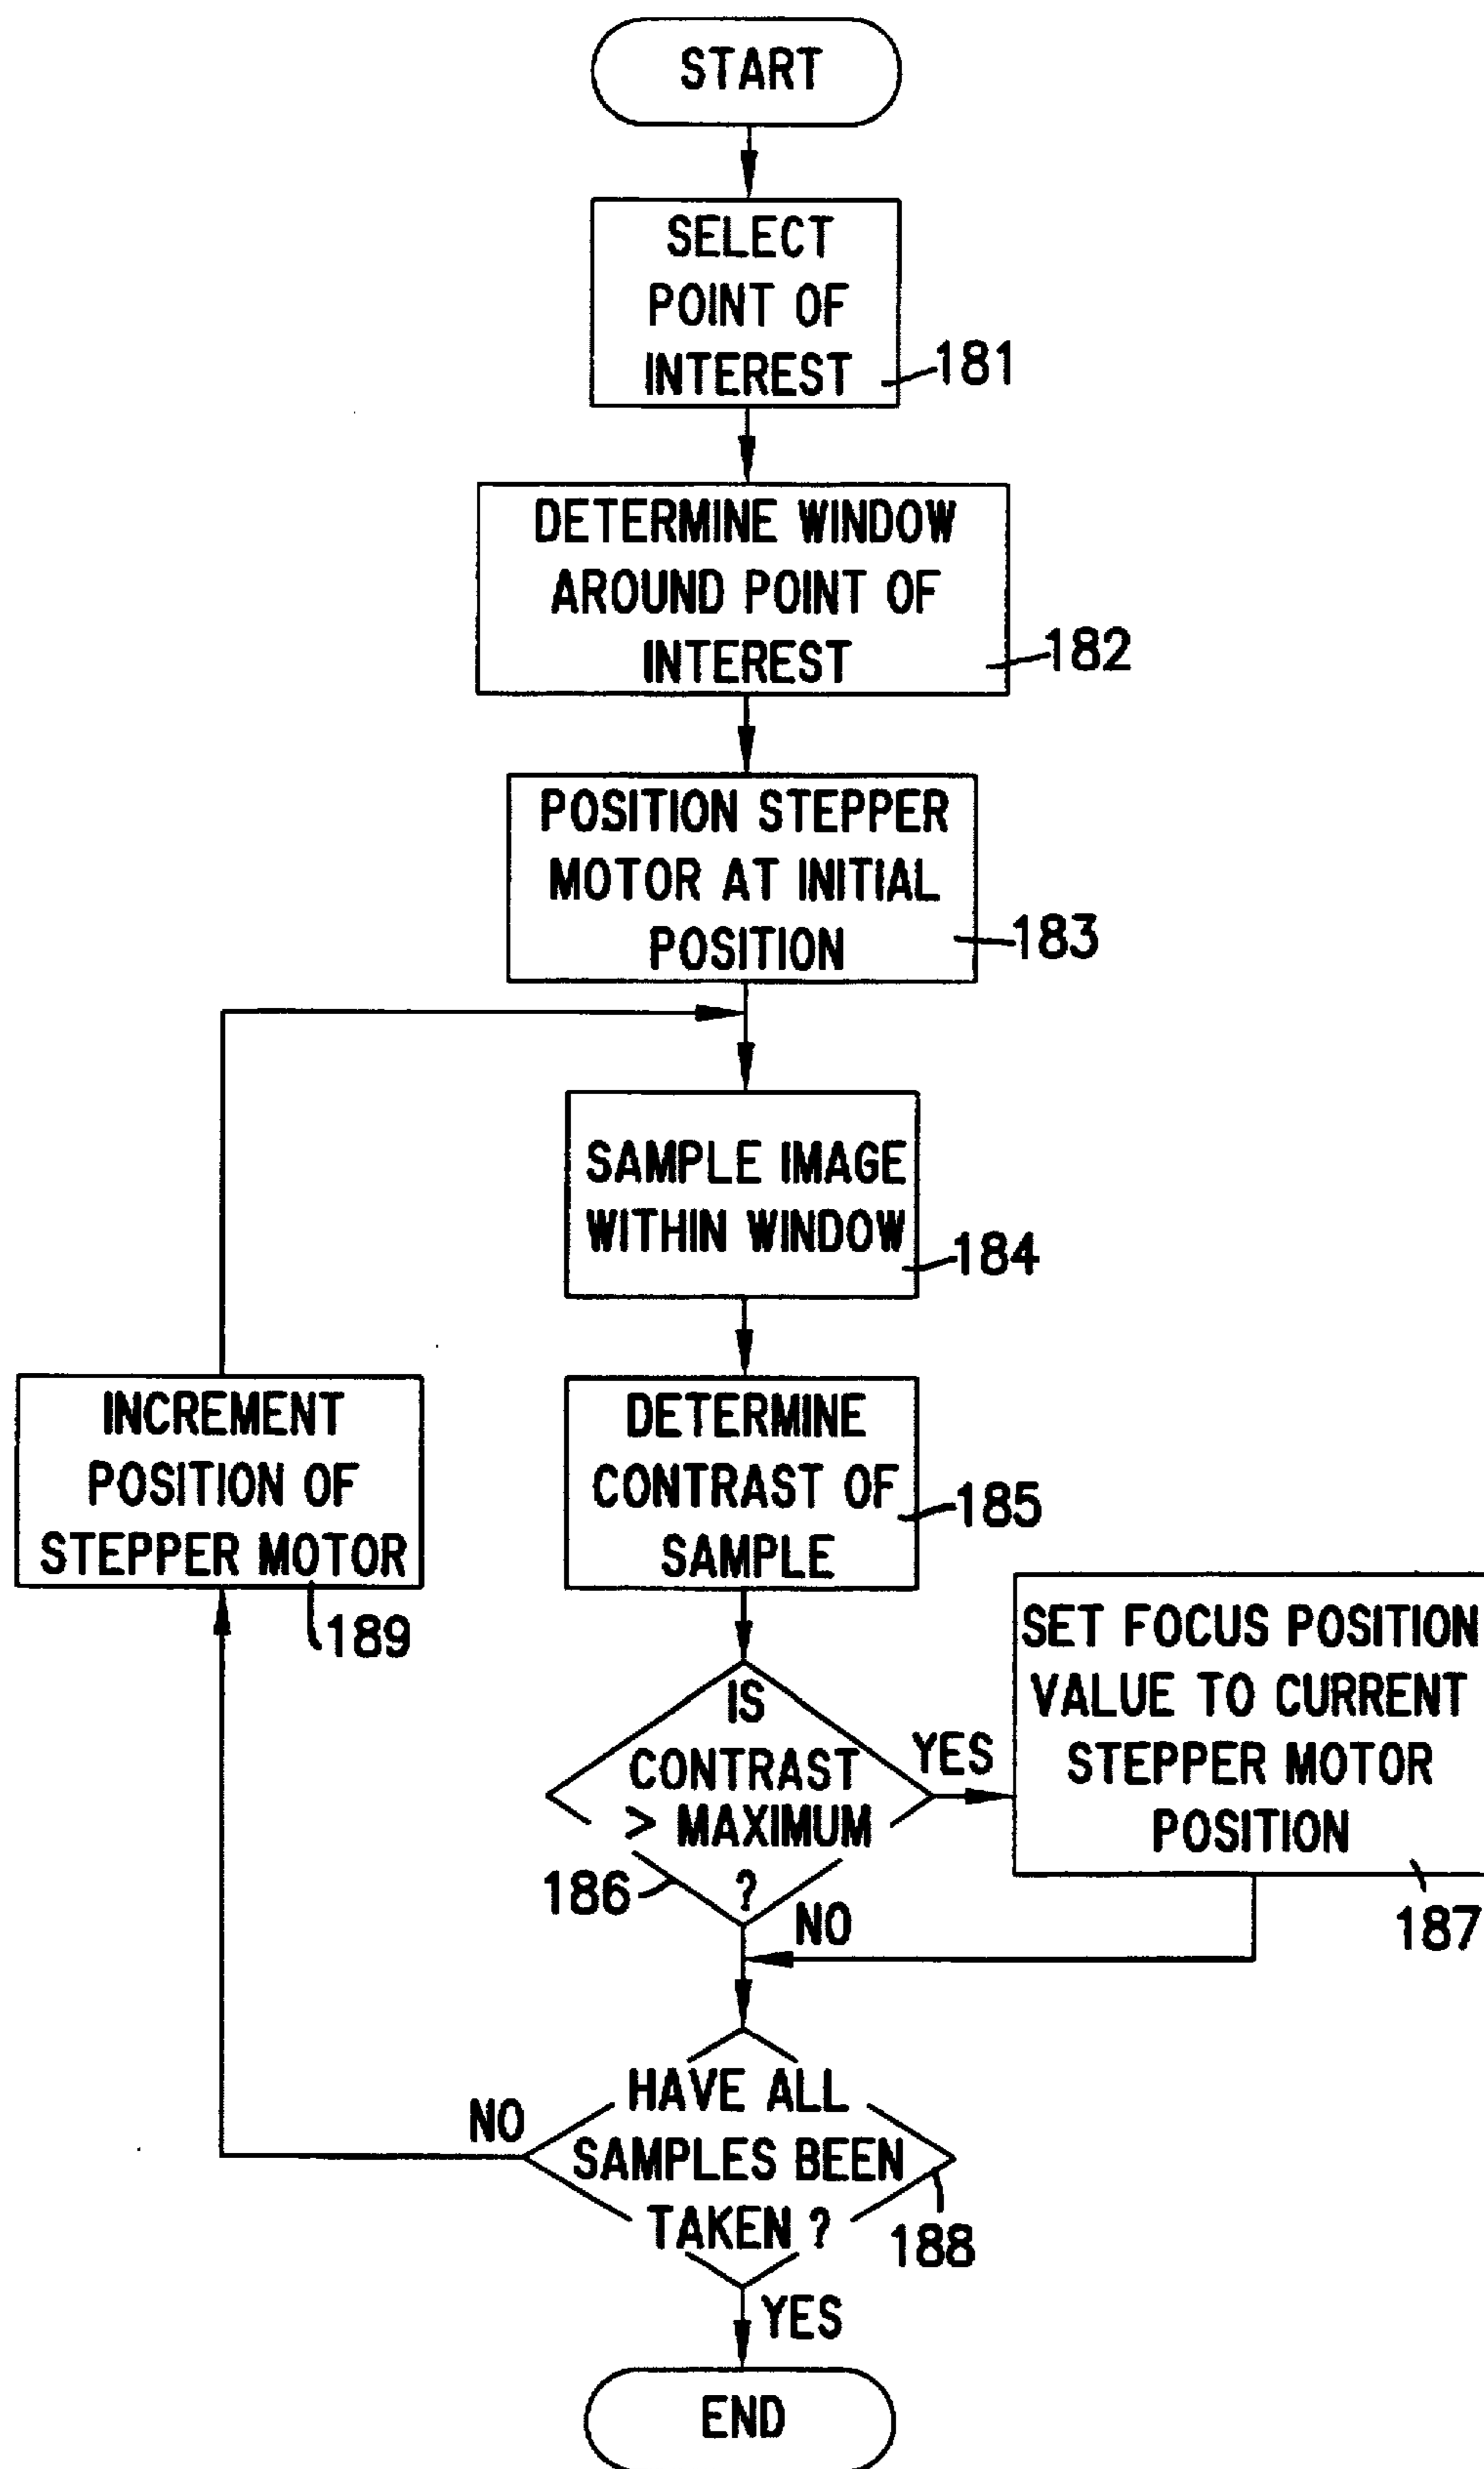 START
SELECT
POINT OF
INTEREST
181
DETERMINE WINDOW
AROUND POINT OF
INTEREST
182
POSITION STEPPER
MOTOR AT INITIAL
POSITION
183
SAMPLE IMAGE
WITHIN WINDOW
184
DETERMINE
CONTRAST OF
SAMPLE
185
INCREMENT
POSITION OF
STEPPER MOTOR
189
IS
CONTRAST
> MAXIMUM
?
186
YES
NO
SET FOCUS POSITION
VALUE TO CURRENT
STEPPER MOTOR
POSITION
187
HAVE ALL
SAMPLES BEEN
TAKEN ?
188
NO
YES
END